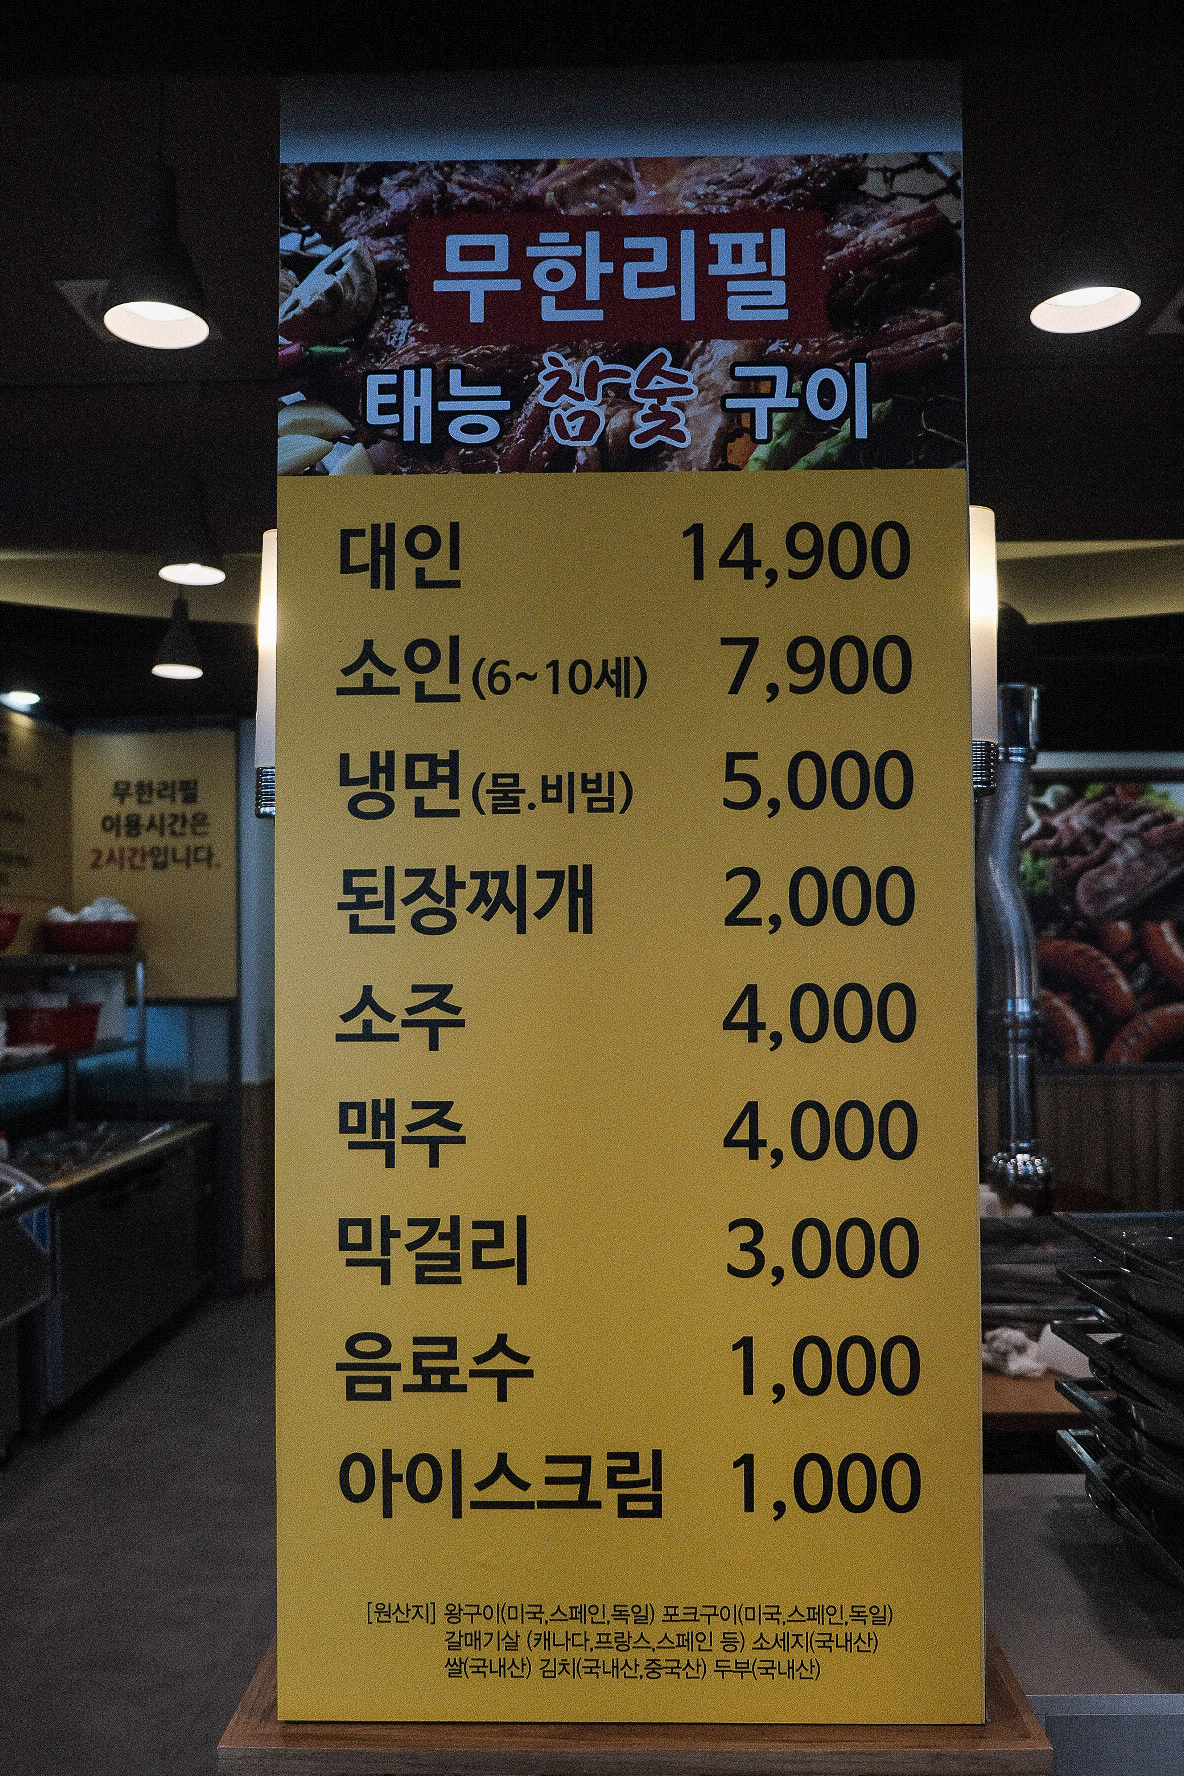 무한리필
태능 참숯 구이
대인 14,900
소인(6~10세) 7,900
냉면(물.비빔) 5,000
된장찌개 2,000
소주 4,000
맥주 4,000
막걸리 3,000
음료수 1,000
아이스크림 1,000
[원산지] 왕구이(미국,스페인,독일) 포크구이(미국,스페인,독일)
갈매기살 (캐나다,프랑스,스페인 등) 소세지(국내산)
쌀(국내산) 김치(국내산,중국산) 두부(국내산)
무한리필
이용시간은
2시간입니다.